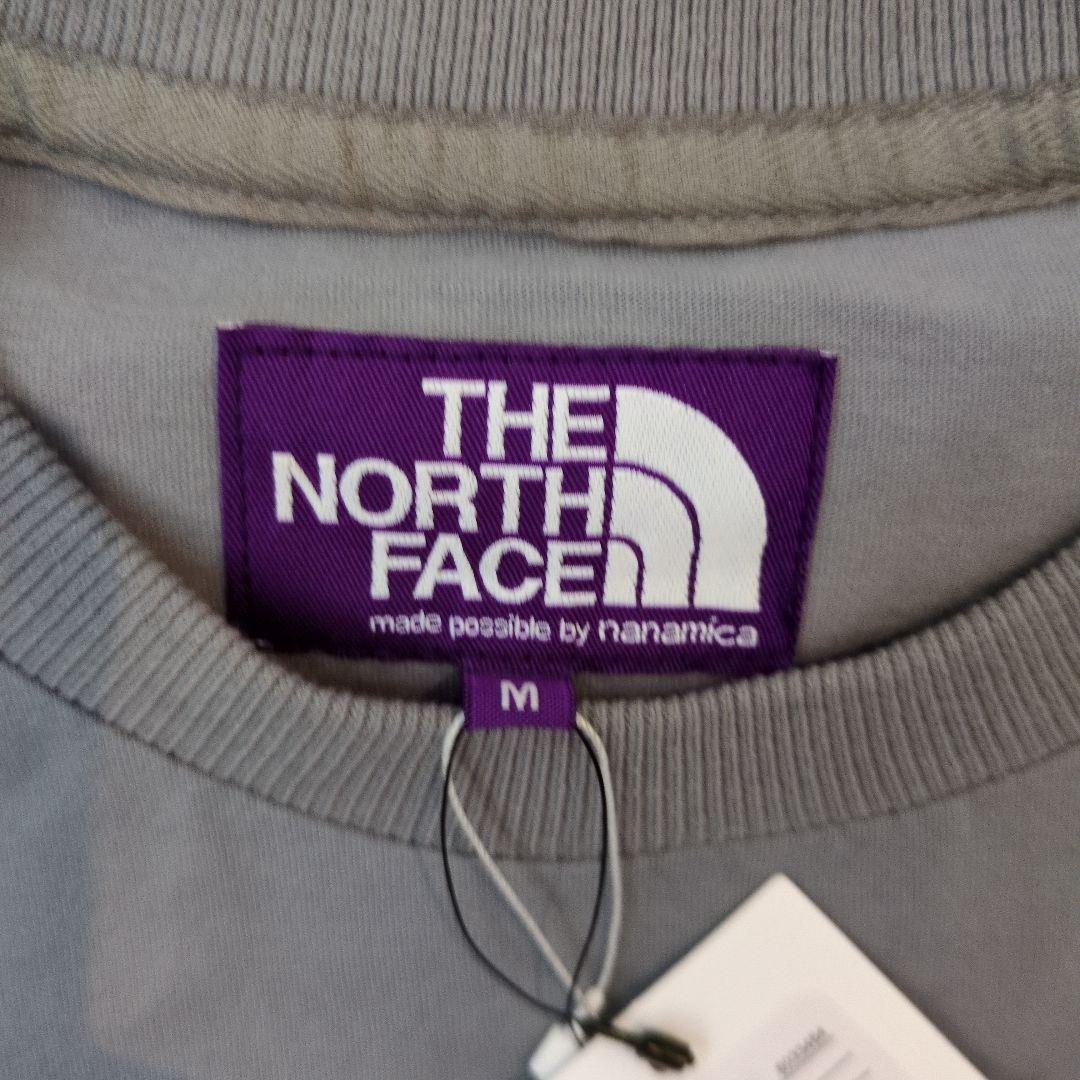 THE
NORTH
FACE
made possible by nanamica
M